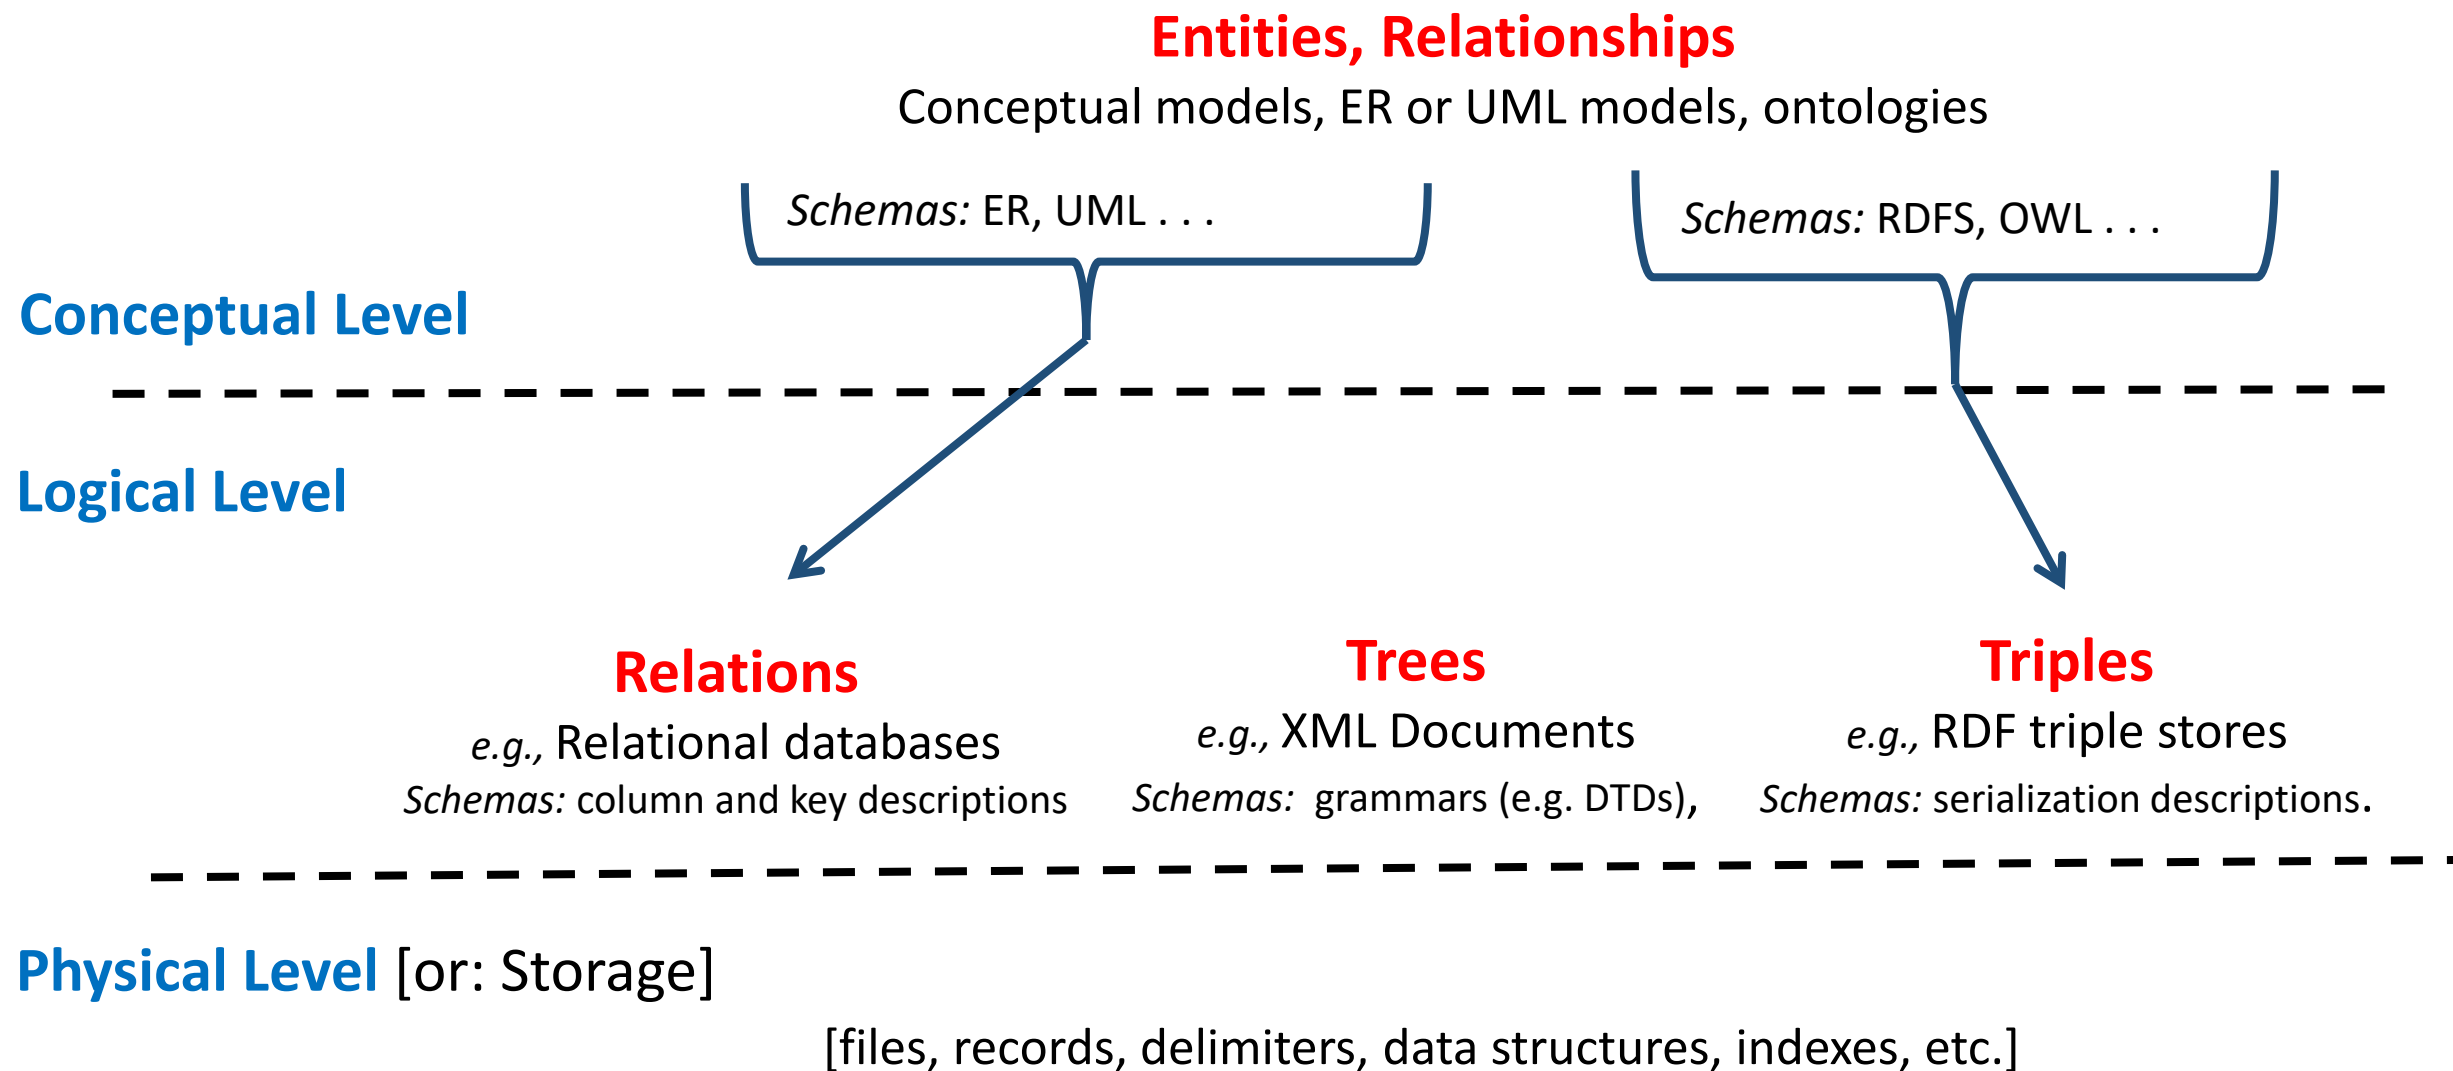 Entities, Relationships
Conceptual models, ER or UML models, ontologies
Schemas: ER, UML . . .
Schemas: RDFS, OWL . . .
Conceptual Level
Logical Level
Relations
e.g., Relational databases
Schemas: column and key descriptions
Trees
e.g., XML Documents
Schemas: grammars (e.g. DTDs),
Triples
e.g., RDF triple stores
Schemas: serialization descriptions.
Physical Level [or: Storage]
[files, records, delimiters, data structures, indexes, etc.]